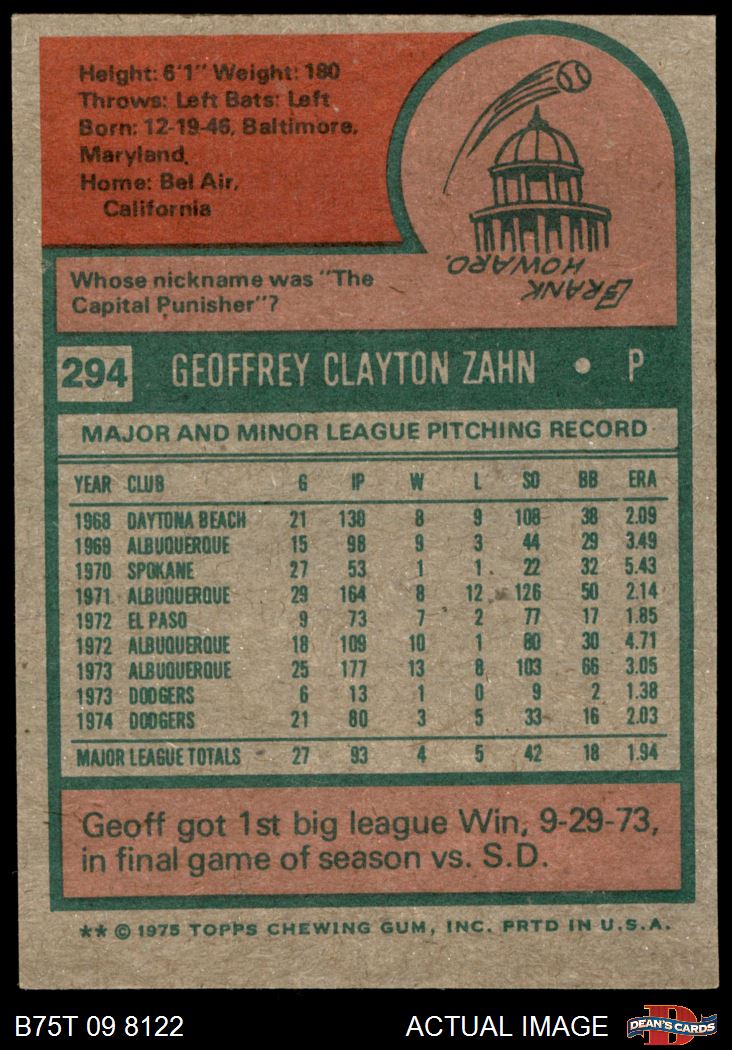 Height: 6'1" Weight: 180
Throws: Left Bats: Left
Born: 12-19-46, Baltimore,
Maryland
Home: Bel Air,
California
Whose nickname was "The
Capital Punisher"?
FRANK
HOWARD.
294 GEOFFREY CLAYTON ZAHN • P
MAJOR AND MINOR LEAGUE PITCHING RECORD
YEAR CLUB G IP W L SO BB ERA
1968 DAYTONA BEACH 21 138 8 9 108 38 2.09
1969 ALBUQUERQUE 15 98 9 3 44 29 3.49
1970 SPOKANE 27 53 1 1 22 32 5.43
1971 ALBUQUERQUE 29 164 8 12 126 50 2.14
1972 EL PASO 9 73 7 2 77 17 1.85
1972 ALBUQUERQUE 18 109 10 1 80 30 4.71
1973 ALBUQUERQUE 25 177 13 8 103 66 3.05
1973 DODGERS 6 13 1 0 9 2 1.38
1974 DODGERS 21 80 3 5 33 16 2.03
MAJOR LEAGUE TOTALS 27 93 4 5 42 18 1.94
Geoff got 1st big league Win, 9-29-73,
in final game of season vs. S.D.
** © 1975 TOPPS CHEWING GUM, INC. PRTD IN U.S.A.
B75T 09 8122 ACTUAL IMAGE DEAN'S CARDS